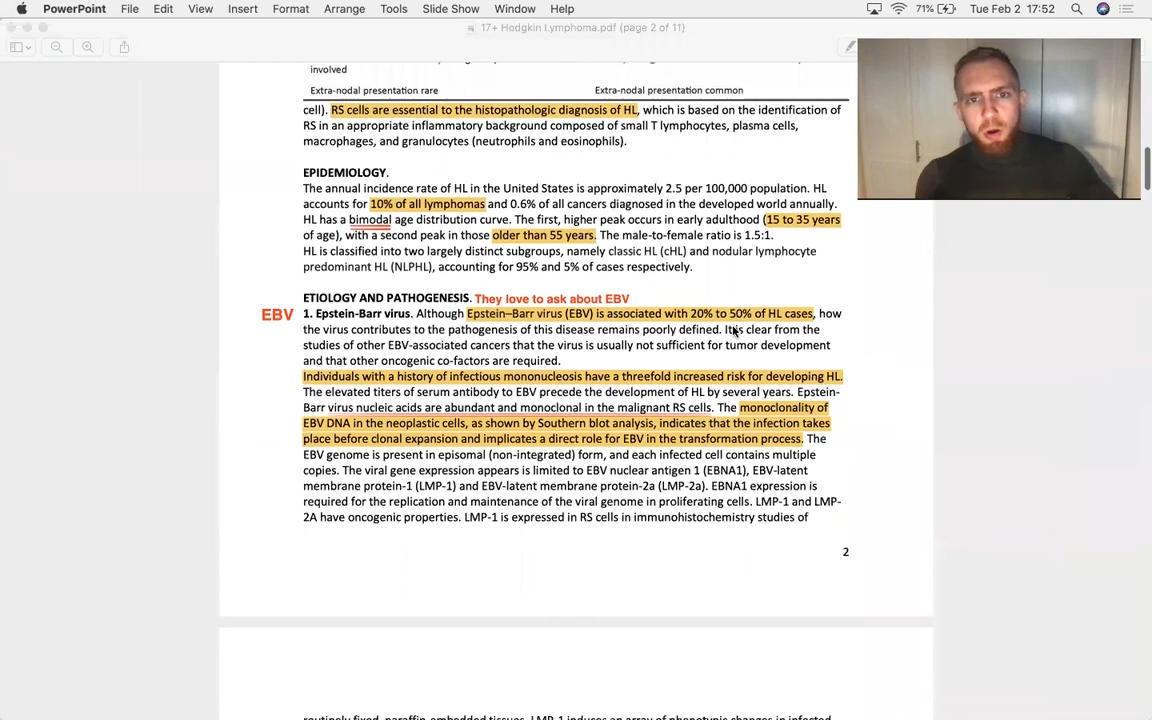 PowerPoint File Edit View Insert Format Arrange Tools Slide Show Window Help 71% Tue Feb 2 17:52
17+ Hodgkin Lymphoma.pdf (page 2 of 11)
involved
Extra-nodal presentation rare Extra-nodal presentation common
cell). RS cells are essential to the histopathologic diagnosis of HL, which is based on the identification of
RS in an appropriate inflammatory background composed of small T lymphocytes, plasma cells,
macrophages, and granulocytes (neutrophils and eosinophils).
EPIDEMIOLOGY.
The annual incidence rate of HL in the United States is approximately 2.5 per 100,000 population. HL
accounts for 10% of all lymphomas and 0.6% of all cancers diagnosed in the developed world annually.
HL has a bimodal age distribution curve. The first, higher peak occurs in early adulthood (15 to 35 years
of age), with a second peak in those older than 55 years. The male-to-female ratio is 1.5:1.
HL is classified into two largely distinct subgroups, namely classic HL (cHL) and nodular lymphocyte
predominant HL (NLPHL), accounting for 95% and 5% of cases respectively.
ETIOLOGY AND PATHOGENESIS. They love to ask about EBV
EBV 1. Epstein-Barr virus. Although Epstein–Barr virus (EBV) is associated with 20% to 50% of HL cases, how
the virus contributes to the pathogenesis of this disease remains poorly defined. It is clear from the
studies of other EBV-associated cancers that the virus is usually not sufficient for tumor development
and that other oncogenic co-factors are required.
Individuals with a history of infectious mononucleosis have a threefold increased risk for developing HL.
The elevated titers of serum antibody to EBV precede the development of HL by several years. Epstein-
Barr virus nucleic acids are abundant and monoclonal in the malignant RS cells. The monoclonality of
EBV DNA in the neoplastic cells, as shown by Southern blot analysis, indicates that the infection takes
place before clonal expansion and implicates a direct role for EBV in the transformation process. The
EBV genome is present in episomal (non-integrated) form, and each infected cell contains multiple
copies. The viral gene expression appears is limited to EBV nuclear antigen 1 (EBNA1), EBV-latent
membrane protein-1 (LMP-1) and EBV-latent membrane protein-2a (LMP-2a). EBNA1 expression is
required for the replication and maintenance of the viral genome in proliferating cells. LMP-1 and LMP-
2A have oncogenic properties. LMP-1 is expressed in RS cells in immunohistochemistry studies of
2
routinely fixed, paraffin-embedded tissues. LMP-1 induces an array of phenotypic changes in infected